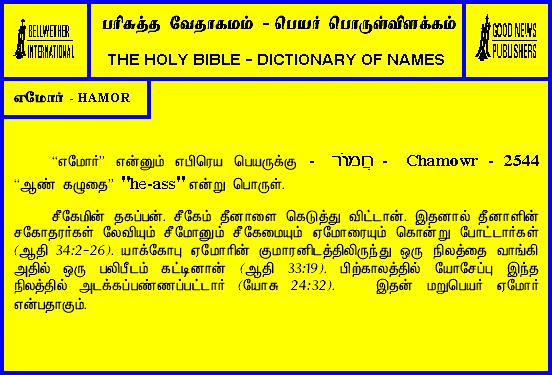 BELLWETHER
INTERNATIONAL
பரிசுத்த வேதாகமம் - பெயர் பொருள்விளக்கம்
THE HOLY BIBLE - DICTIONARY OF NAMES
GOOD NEWS
PUBLISHERS
எமோர் - HAMOR
“எமோர்” என்னும் எபிரெய பெயருக்கு - חֲמוֹר - Chamowr - 2544
“ஆண் கழுதை” "he-ass" என்று பொருள்.
சீகேமின் தகப்பன். சீகேம் தீனாளை கெடுத்து விட்டான். இதனால் தீனாளின்
சகோதரர்கள் லேவியும் சீமோனும் சீகேமையும் ஏமோரையும் கொன்று போட்டார்கள்
(ஆதி 34:2-26). யாக்கோபு ஏமோரின் குமாரனிடத்திலிருந்து ஒரு நிலத்தை வாங்கி
அதில் ஒரு பலிபீடம் கட்டினான் (ஆதி 33:19). பிற்காலத்தில் யோசேப்பு இந்த
நிலத்தில் அடக்கப்பண்ணப்பட்டார் (யோசு 24:32). இதன் மறுபெயர் ஏமோர்
என்பதாகும்.